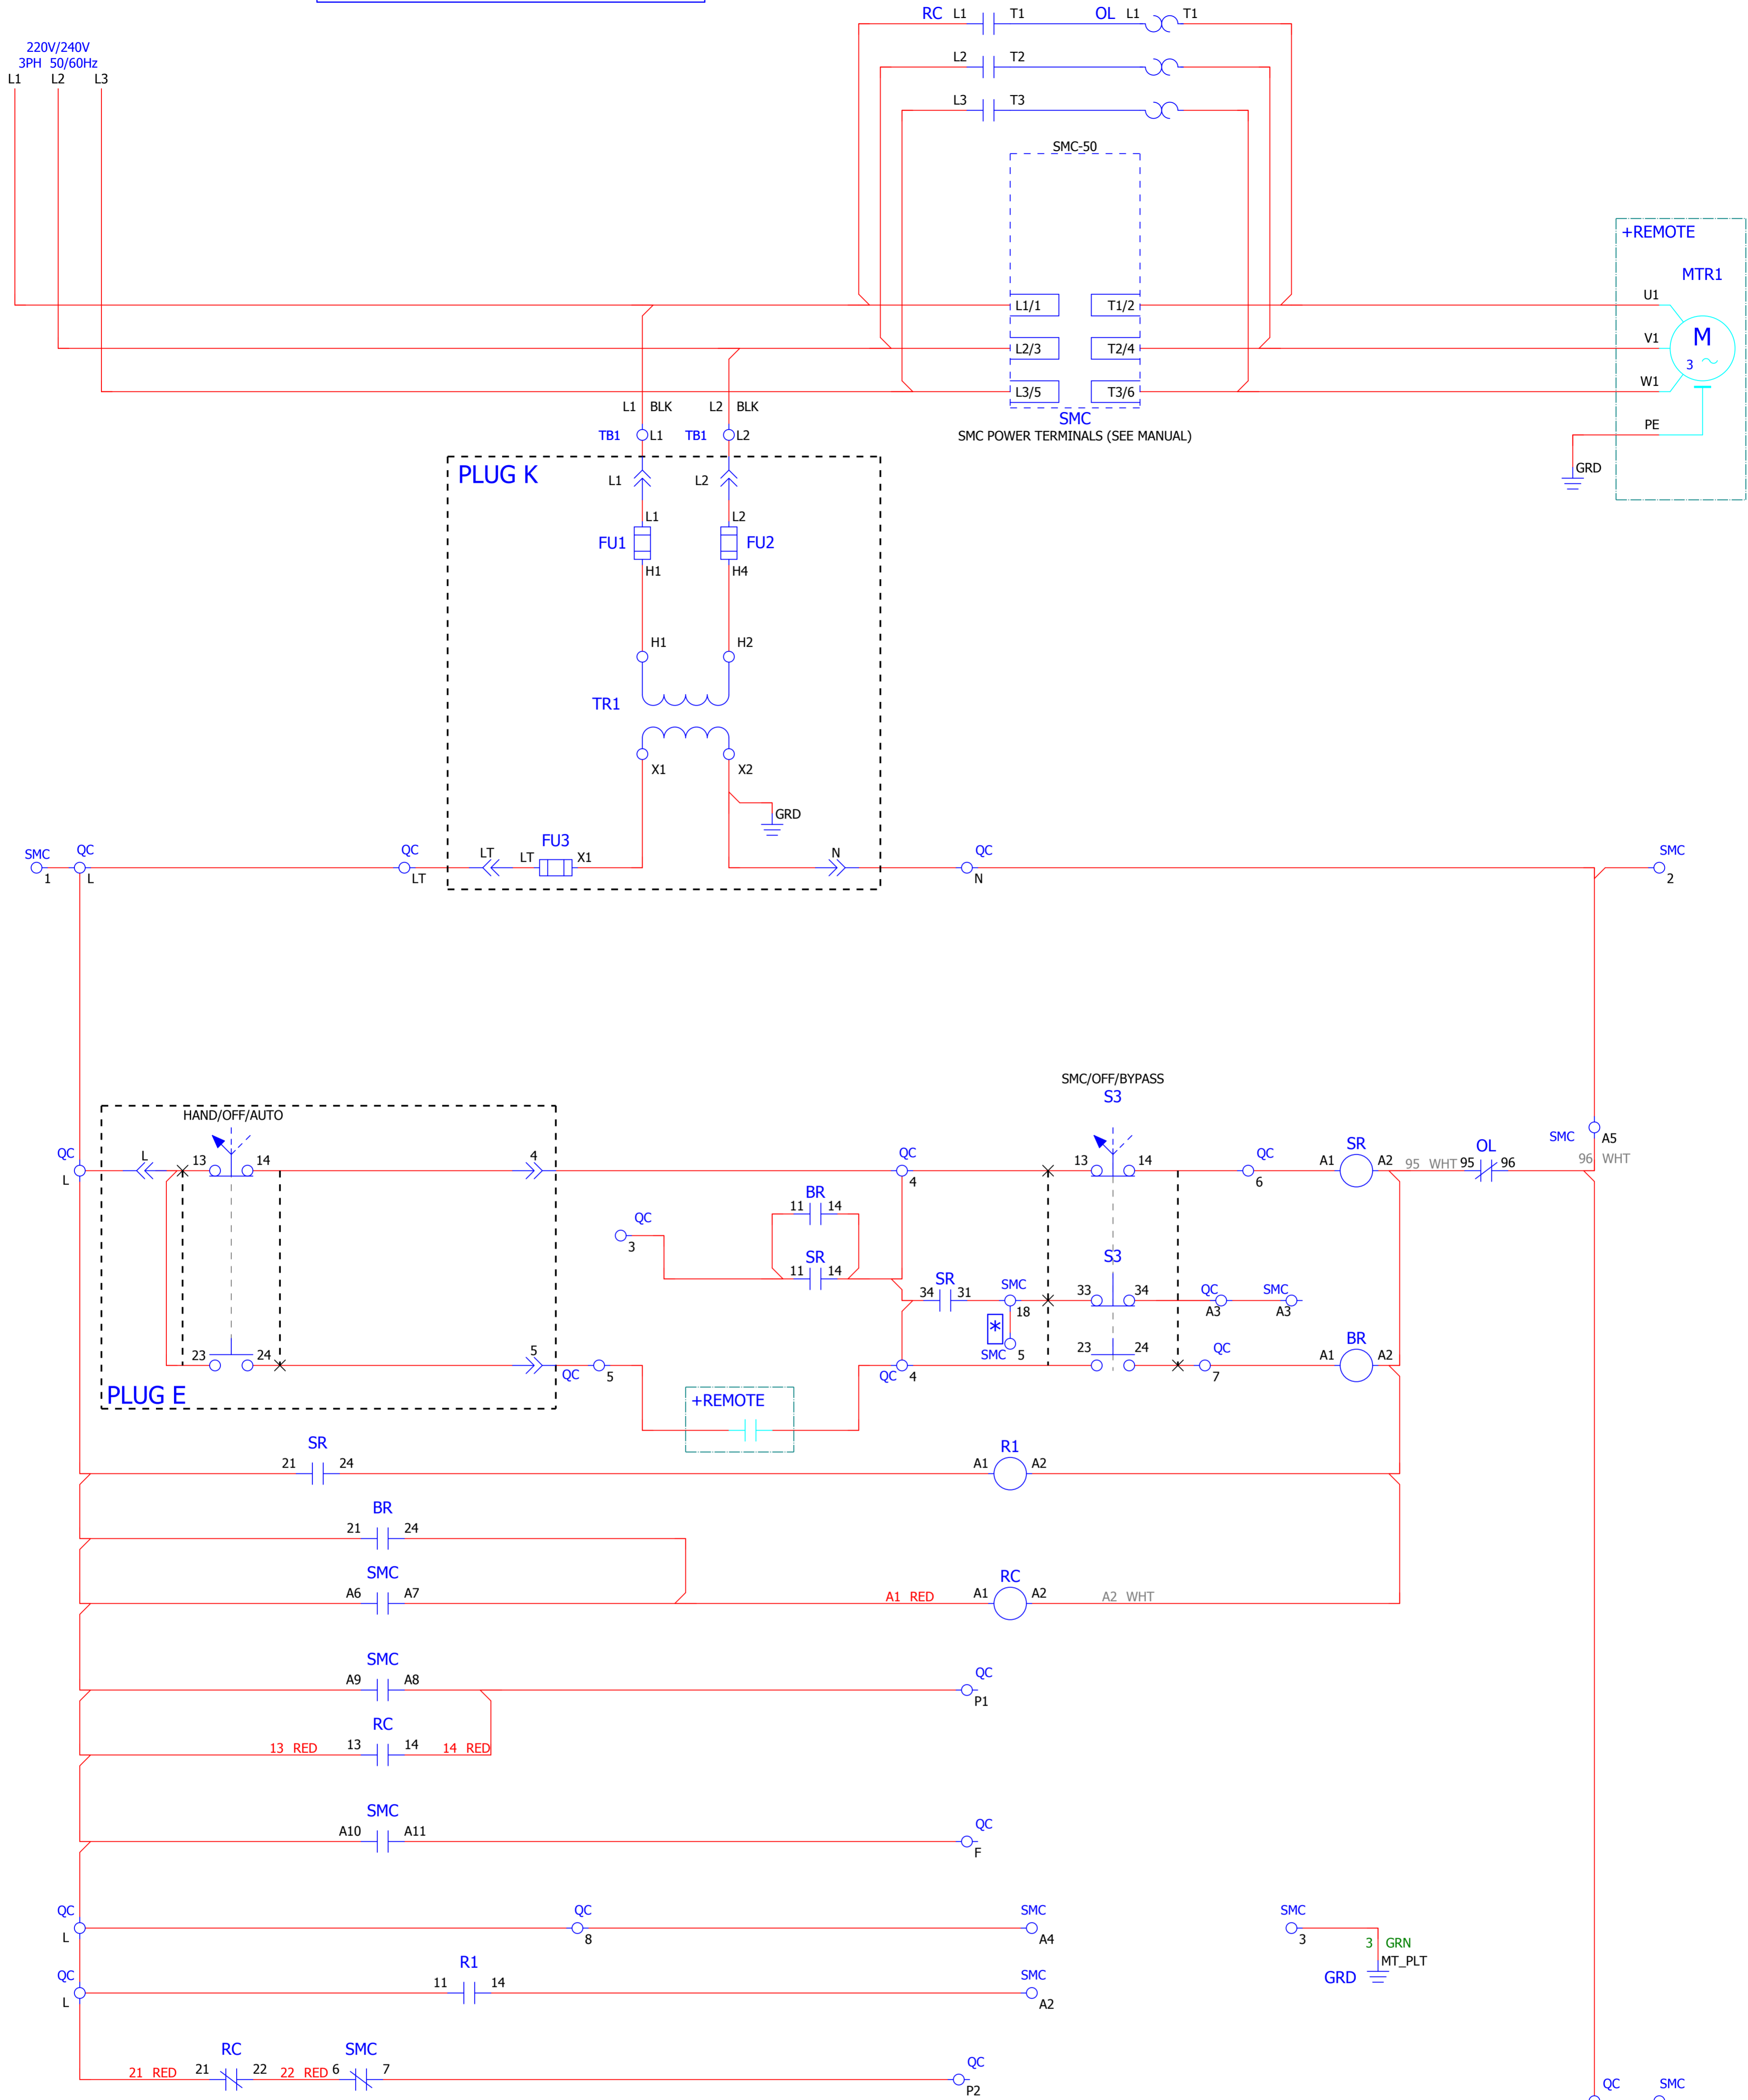 RC L1 T1 OL L1 T1
220V/240V
3PH 50/60Hz
L1 L2 L3
L2 T2
L3 T3
SMC-50
+REMOTE
MTR1
L1/1 T1/2 U1
L2/3 T2/4 V1
M
3
L3/5 T3/6 W1
L1 BLK L2 BLK
SMC
PE
TB1 L1 TB1 L2
SMC POWER TERMINALS (SEE MANUAL)
GRD
PLUG K
L1 L2
L1 L2
FU1 FU2
H1 H4
H1 H2
TR1
X1 X2
GRD
FU3
SMC QC QC LT LT X1 N QC SMC
1 L LT N 2
SMC/OFF/BYPASS
S3
HAND/OFF/AUTO
SMC A5
QC L 13 14 4 QC 13 14 QC SR OL
A1 A2 95 WHT 95 96 96 WHT
L 4 6
BR
11 14
QC
3
SR
11 14
S3
SR
34 31 SMC 33 34 QC SMC
18 A3 A3
*
SMC 5
23 24 5 QC 5 QC 4 23 24 QC BR
7 A1 A2
PLUG E
+REMOTE
SR R1
21 24 A1 A2
BR
21 24
SMC RC
A6 A7 A1 RED A1 A2 A2 WHT
SMC QC
A9 A8 P1
RC
13 RED 13 14 14 RED
SMC QC
A10 A11 F
QC QC SMC SMC
L 8 A4 3
3 GRN
MT_PLT
GRD
QC R1 SMC
L 11 14 A2
RC SMC QC
21 RED 21 22 22 RED 6 7 P2
QC SMC